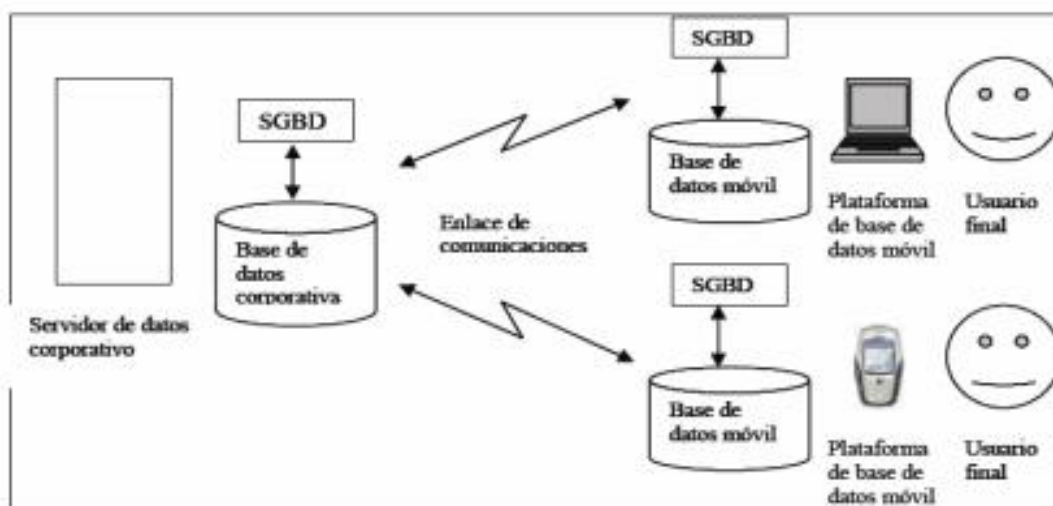 SGBD
SGBD
Base de
datos móvil
Base de
datos
corporativa
Enlace de
comunicaciones
Plataforma
de base de
datos móvil
Usuario
final
Servidor de datos
corporativo
SGBD
Base de
datos móvil
Plataforma
de base de
datos móvil
Usuario
final